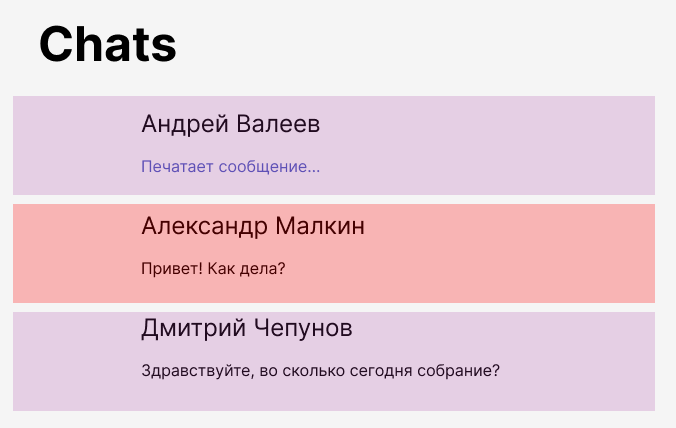 Chats
Андрей Валеев
Печатает сообщение...
Александр Малкин
Привет! Как дела?
Дмитрий Чепунов
Здравствуйте, во сколько сегодня собрание?